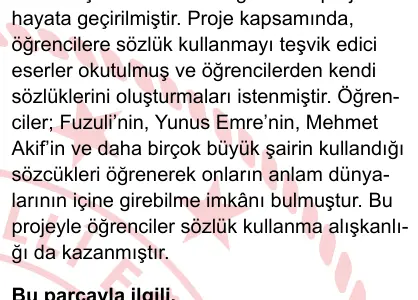 hayata geçirilmiştir. Proje kapsamında,
öğrencilere sözlük kullanmayı teşvik edici
eserler okutulmuş ve öğrencilerden kendi
sözlüklerini oluşturmaları istenmiştir. Öğren-
ciler; Fuzuli’nin, Yunus Emre’nin, Mehmet
Akif’in ve daha birçok büyük şairin kullandığı
sözcükleri öğrenerek onların anlam dünya-
larının içine girebilme imkânı bulmuştur. Bu
projeyle öğrenciler sözlük kullanma alışkanlı-
ğı da kazanmıştır.
Bu parçayla ilgili,